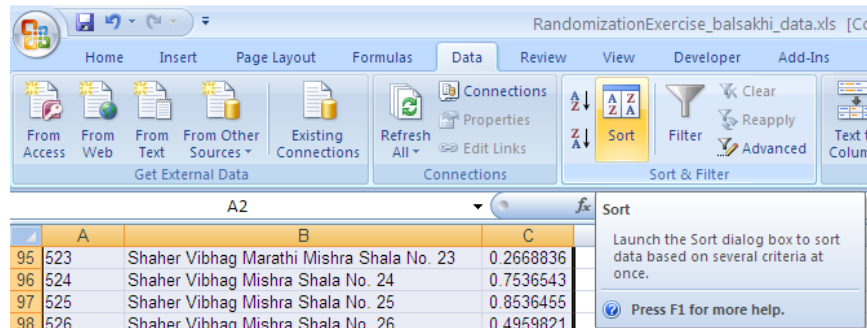 RandomizationExercise_balsakhi_data.xls [Co
Home Insert Page Layout Formulas Data Review View Developer Add-Ins
From Access
From Web
From Text
From Other Sources
Existing Connections
Get External Data
Refresh All
Connections
Properties
Edit Links
Connections
A Z
Z A
A Z
Z A
Sort
Filter
Clear
Reapply
Advanced
Sort & Filter
Text t
Colum
A2
fx
A B C
95 523 Shaher Vibhag Marathi Mishra Shala No. 23 0.2668836
96 524 Shaher Vibhag Mishra Shala No. 24 0.7536543
97 525 Shaher Vibhag Mishra Shala No. 25 0.8536455
98 526 Shaher Vibhag Mishra Shala No. 26 0.4959821
Sort
Launch the Sort dialog box to sort
data based on several criteria at
once.
Press F1 for more help.